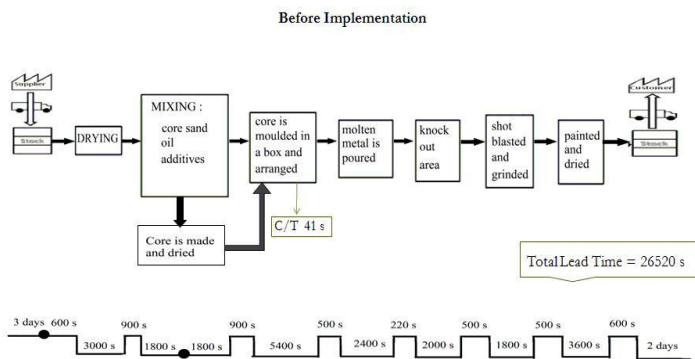 Before Implementation
Supplier
Customer
Stock
DRYING
MIXING :
core sand
oil
additives
core is
moulded in
a box and
arranged
molten
metal is
poured
knock
out
area
shot
blasted
and
grinded
painted
and
dried
Stock
Core is made
and dried
C/T 41 s
Total Lead Time = 26520 s
3 days 600 s 900 s 900 s 500 s 220 s 500 s 500 s 600 s
3000 s 1800 s 1800 s 5400 s 2400 s 2000 s 1800 s 3600 s 2 days